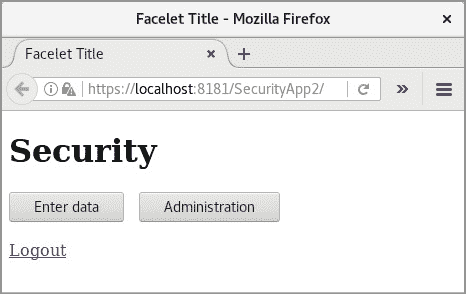 Facelet Title - Mozilla Firefox ×
Facelet Title × +
https://localhost:8181/SecurityApp2/
Security
Enter data Administration
Logout